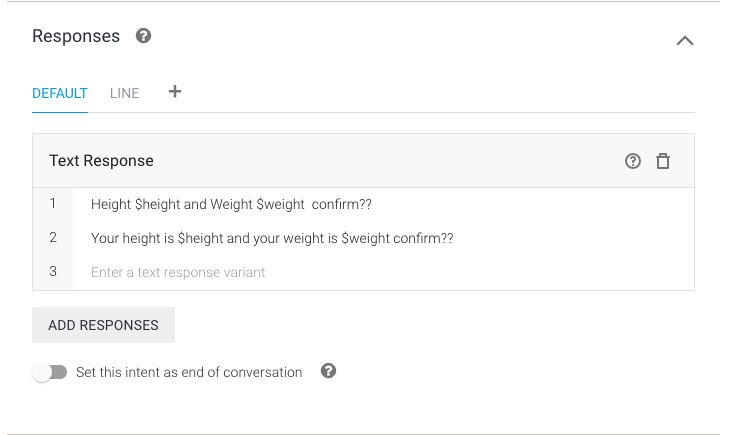 Responses
DEFAULT LINE +
Text Response
1 Height $height and Weight $weight  confirm??
2 Your height is $height and your weight is $weight confirm??
3 Enter a text response variant
ADD RESPONSES
Set this intent as end of conversation